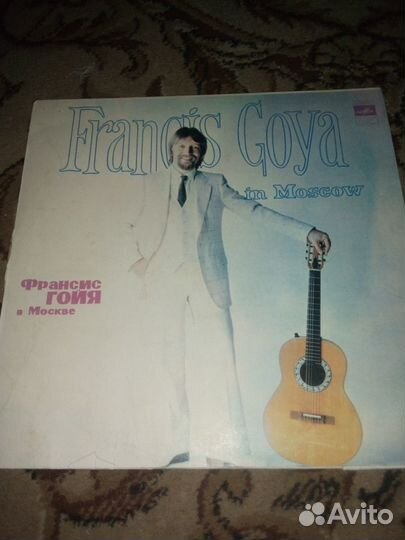 Francis Goya
in Moscow
Франсис
ГОЙЯ
в Москве
Avito